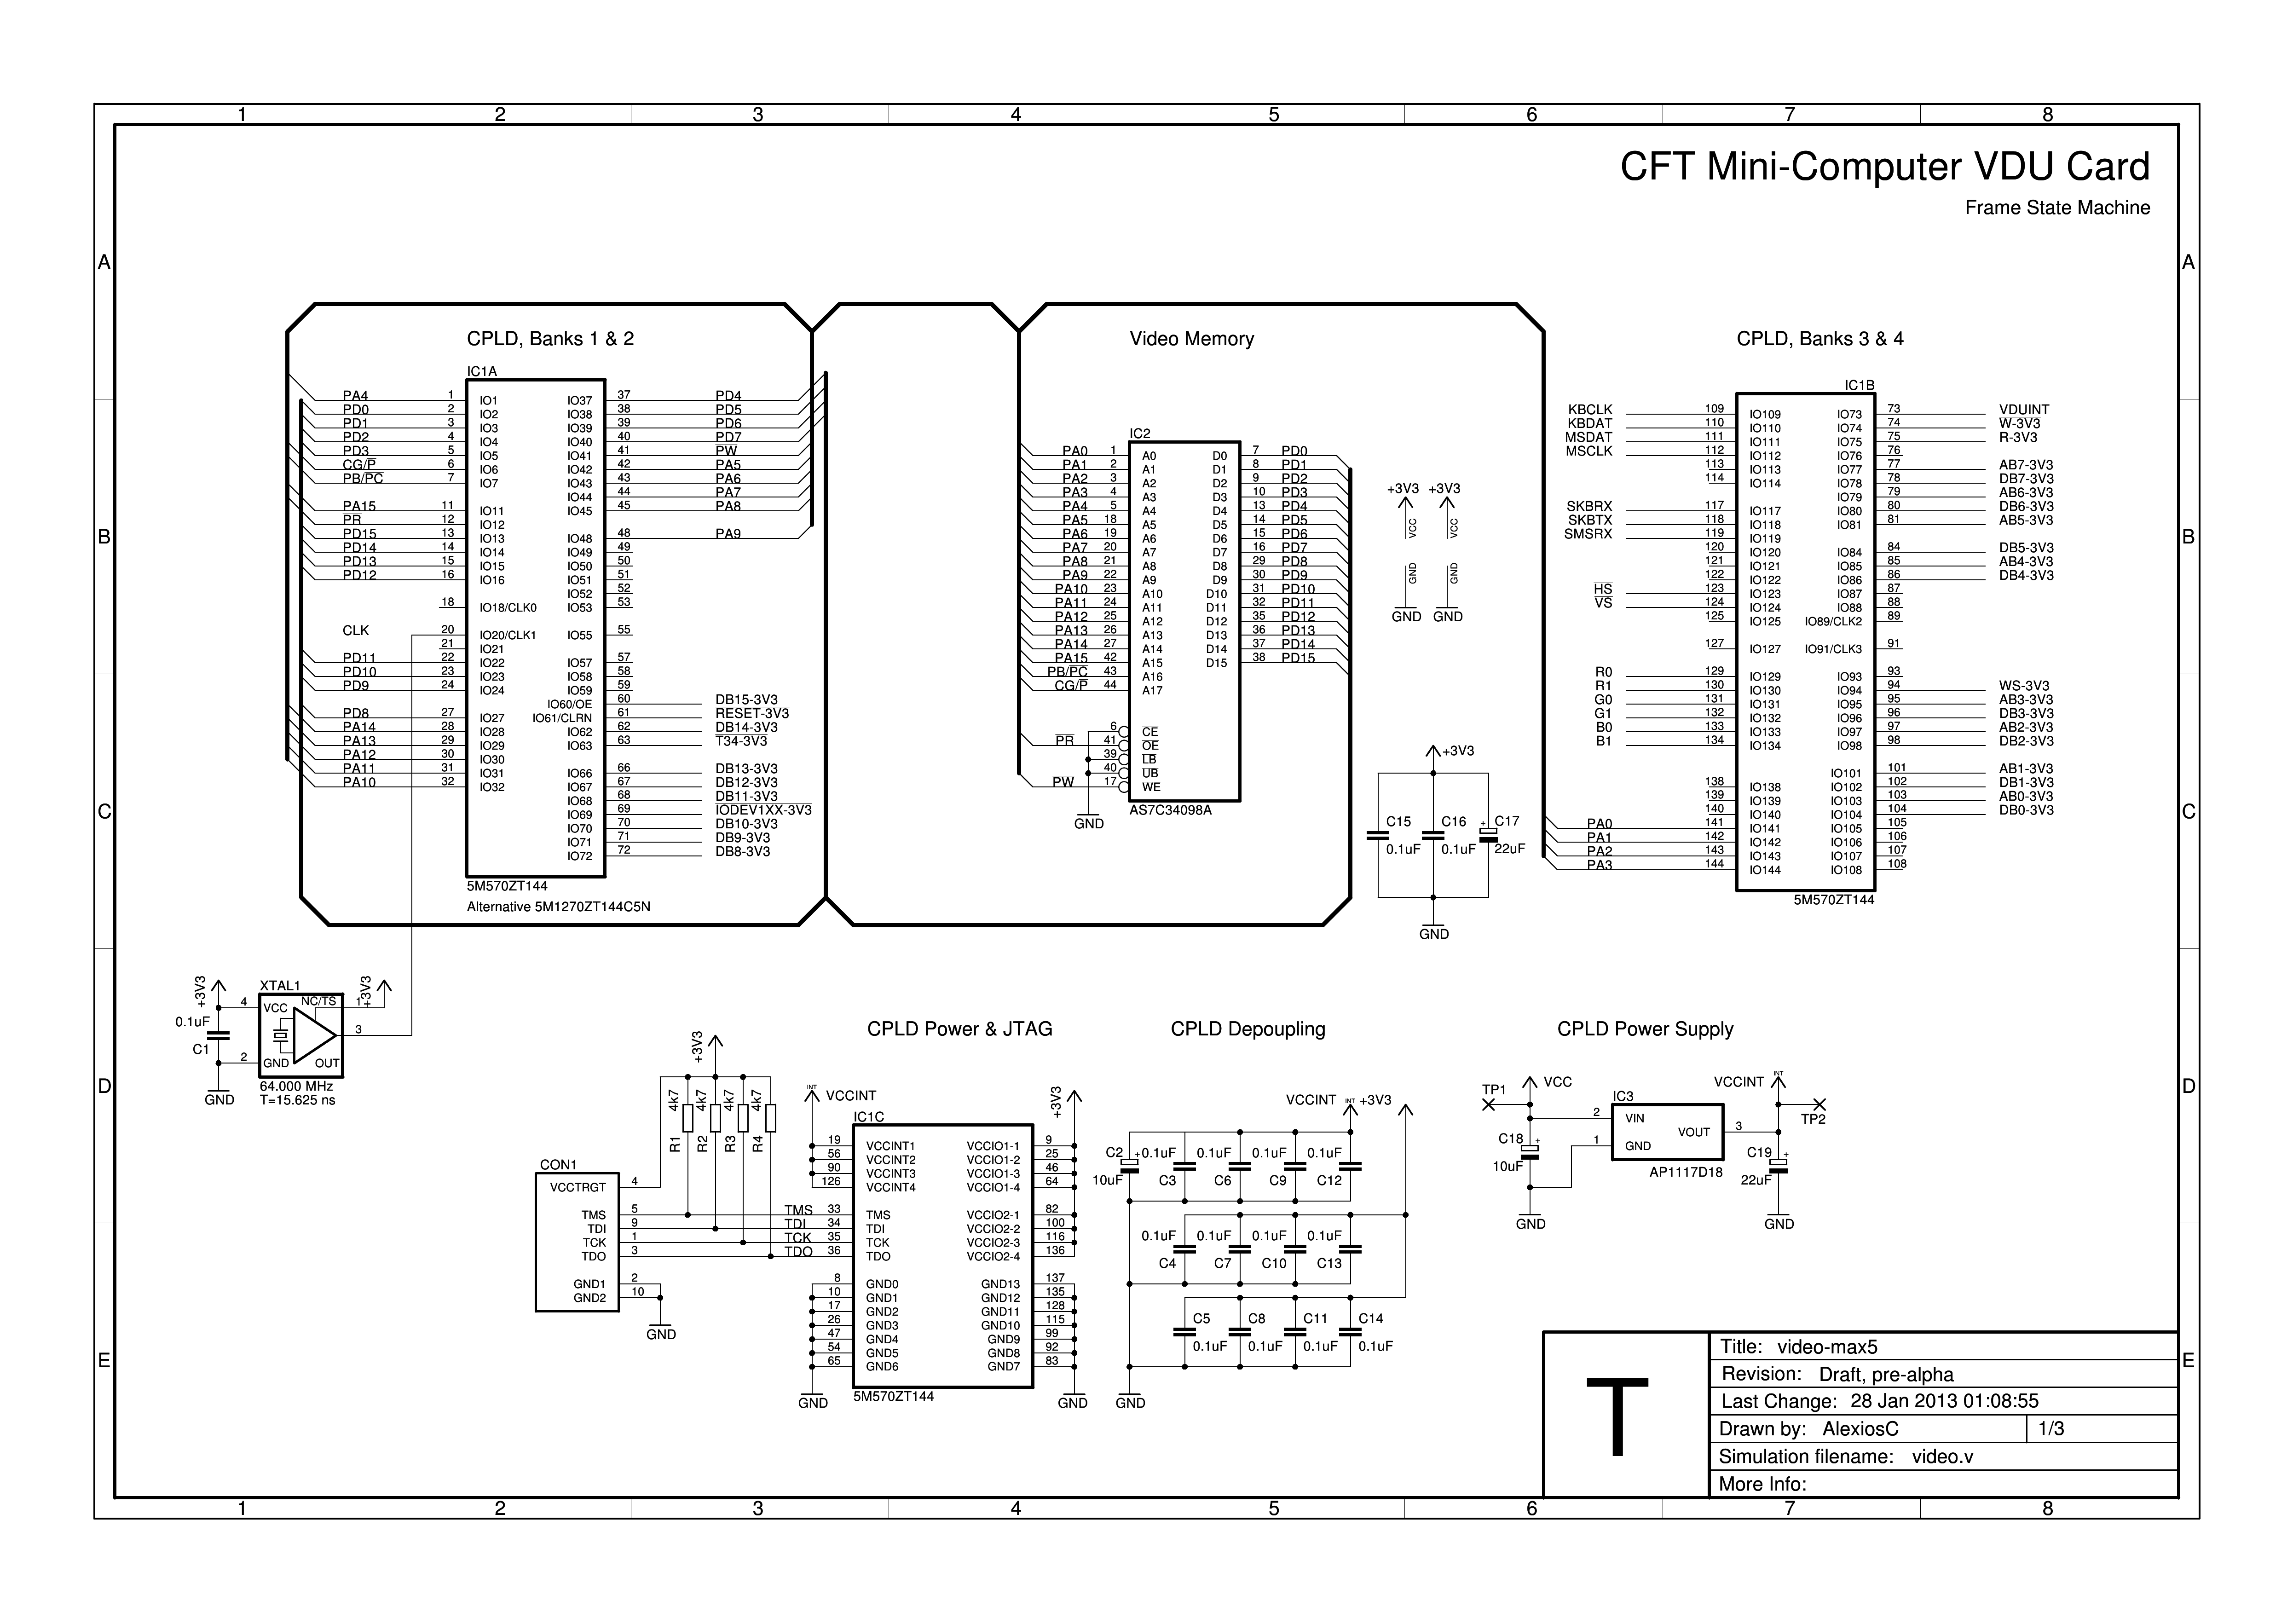 1 2 3 4 5 6 7 8
CFT Mini-Computer VDU Card
Frame State Machine
A A
B B
C C
D D
E E
CPLD, Banks 1 & 2
IC1A
PA4 1 IO1 IO37 37 PD4
PD0 2 IO2 IO38 38 PD5
PD1 3 IO3 IO39 39 PD6
PD2 4 IO4 IO40 40 PD7
PD3 5 IO5 IO41 41 PW
CG/P 6 IO6 IO42 42 PA5
PB/PC 7 IO7 IO43 43 PA6
IO44 44 PA7
PA15 11 IO11 IO45 45 PA8
PR 12 IO12
PD15 13 IO13 IO48 48 PA9
PD14 14 IO14 IO49 49
PD13 15 IO15 IO50 50
PD12 16 IO16 IO51 51
IO52 52
18 IO18/CLK0 IO53 53
CLK 20 IO20/CLK1 IO55 55
21 IO21
PD11 22 IO22 IO57 57
PD10 23 IO23 IO58 58
PD9 24 IO24 IO59 59
IO60/OE 60 DB15-3V3
PD8 27 IO27 IO61/CLRN 61 RESET-3V3
PA14 28 IO28 IO62 62 DB14-3V3
PA13 29 IO29 IO63 63 T34-3V3
PA12 30 IO30
PA11 31 IO31 IO66 66 DB13-3V3
PA10 32 IO32 IO67 67 DB12-3V3
IO68 68 DB11-3V3
IO69 69 IODEV1XX-3V3
IO70 70 DB10-3V3
IO71 71 DB9-3V3
IO72 72 DB8-3V3
5M570ZT144
Alternative 5M1270ZT144C5N
Video Memory
IC2
PA0 1 A0 D0 7 PD0
PA1 2 A1 D1 8 PD1
PA2 3 A2 D2 9 PD2
PA3 4 A3 D3 10 PD3
PA4 5 A4 D4 13 PD4
PA5 18 A5 D5 14 PD5
PA6 19 A6 D6 15 PD6
PA7 20 A7 D7 16 PD7
PA8 21 A8 D8 29 PD8
PA9 22 A9 D9 30 PD9
PA10 23 A10 D10 31 PD10
PA11 24 A11 D11 32 PD11
PA12 25 A12 D12 35 PD12
PA13 26 A13 D13 36 PD13
PA14 27 A14 D14 37 PD14
PA15 42 A15 D15 38 PD15
PB/PC 43 A16
CG/P 44 A17
6 CE
PR 41 OE
39 LB
40 UB
PW 17 WE
GND
AS7C34098A
+3V3 +3V3
VCC VCC
GND GND
GND GND
+3V3
C15 C16 C17
0.1uF 0.1uF 22uF
GND
CPLD, Banks 3 & 4
IC1B
KBCLK 109 IO109 IO73 73 VDUINT
KBDAT 110 IO110 IO74 74 W-3V3
MSDAT 111 IO111 IO75 75 R-3V3
MSCLK 112 IO112 IO76 76
113 IO113 IO77 77 AB7-3V3
114 IO114 IO78 78 DB7-3V3
IO79 79 AB6-3V3
SKBRX 117 IO117 IO80 80 DB6-3V3
SKBTX 118 IO118 IO81 81 AB5-3V3
SMSRX 119 IO119
120 IO120 IO84 84 DB5-3V3
121 IO121 IO85 85 AB4-3V3
122 IO122 IO86 86 DB4-3V3
HS 123 IO123 IO87 87
VS 124 IO124 IO88 88
125 IO125 IO89/CLK2 89
127 IO127 IO91/CLK3 91
R0 129 IO129 IO93 93
R1 130 IO130 IO94 94 WS-3V3
G0 131 IO131 IO95 95 AB3-3V3
G1 132 IO132 IO96 96 DB3-3V3
B0 133 IO133 IO97 97 AB2-3V3
B1 134 IO134 IO98 98 DB2-3V3
IO101 101 AB1-3V3
138 IO138 IO102 102 DB1-3V3
139 IO139 IO103 103 AB0-3V3
140 IO140 IO104 104 DB0-3V3
PA0 141 IO141 IO105 105
PA1 142 IO142 IO106 106
PA2 143 IO143 IO107 107
PA3 144 IO144 IO108 108
5M570ZT144
+3V3 XTAL1 +3V3
4 VCC NC/TS 1
0.1uF 3
C1
2 GND OUT
GND
64.000 MHz
T=15.625 ns
CPLD Power & JTAG
+3V3
4k7 4k7 4k7 4k7
R1 R2 R3 R4
CON1
VCCTRGT 4
TMS 5
TDI 9
TCK 1
TDO 3
GND1 2
GND2 10
GND
INT VCCINT +3V3
IC1C
19 VCCINT1 VCCIO1-1 9
56 VCCINT2 VCCIO1-2 25
90 VCCINT3 VCCIO1-3 46
126 VCCINT4 VCCIO1-4 64
TMS 33 TMS VCCIO2-1 82
TDI 34 TDI VCCIO2-2 100
TCK 35 TCK VCCIO2-3 116
TDO 36 TDO VCCIO2-4 136
8 GND0 GND13 137
10 GND1 GND12 135
17 GND2 GND11 128
26 GND3 GND10 115
47 GND4 GND9 99
54 GND5 GND8 92
65 GND6 GND7 83
GND 5M570ZT144 GND
CPLD Depoupling
VCCINT INT +3V3
C2 + 0.1uF 0.1uF 0.1uF 0.1uF
10uF C3 C6 C9 C12
0.1uF 0.1uF 0.1uF 0.1uF
C4 C7 C10 C13
C5 C8 C11 C14
0.1uF 0.1uF 0.1uF 0.1uF
GND
CPLD Power Supply
TP1 VCC VCCINT INT
IC3 TP2
2 VIN
VOUT 3
1 GND
C18 + C19 +
10uF AP1117D18 22uF
GND GND
T
Title: video-max5
Revision: Draft, pre-alpha
Last Change: 28 Jan 2013 01:08:55
Drawn by: AlexiosC 1/3
Simulation filename: video.v
More Info:
1 2 3 4 5 6 7 8